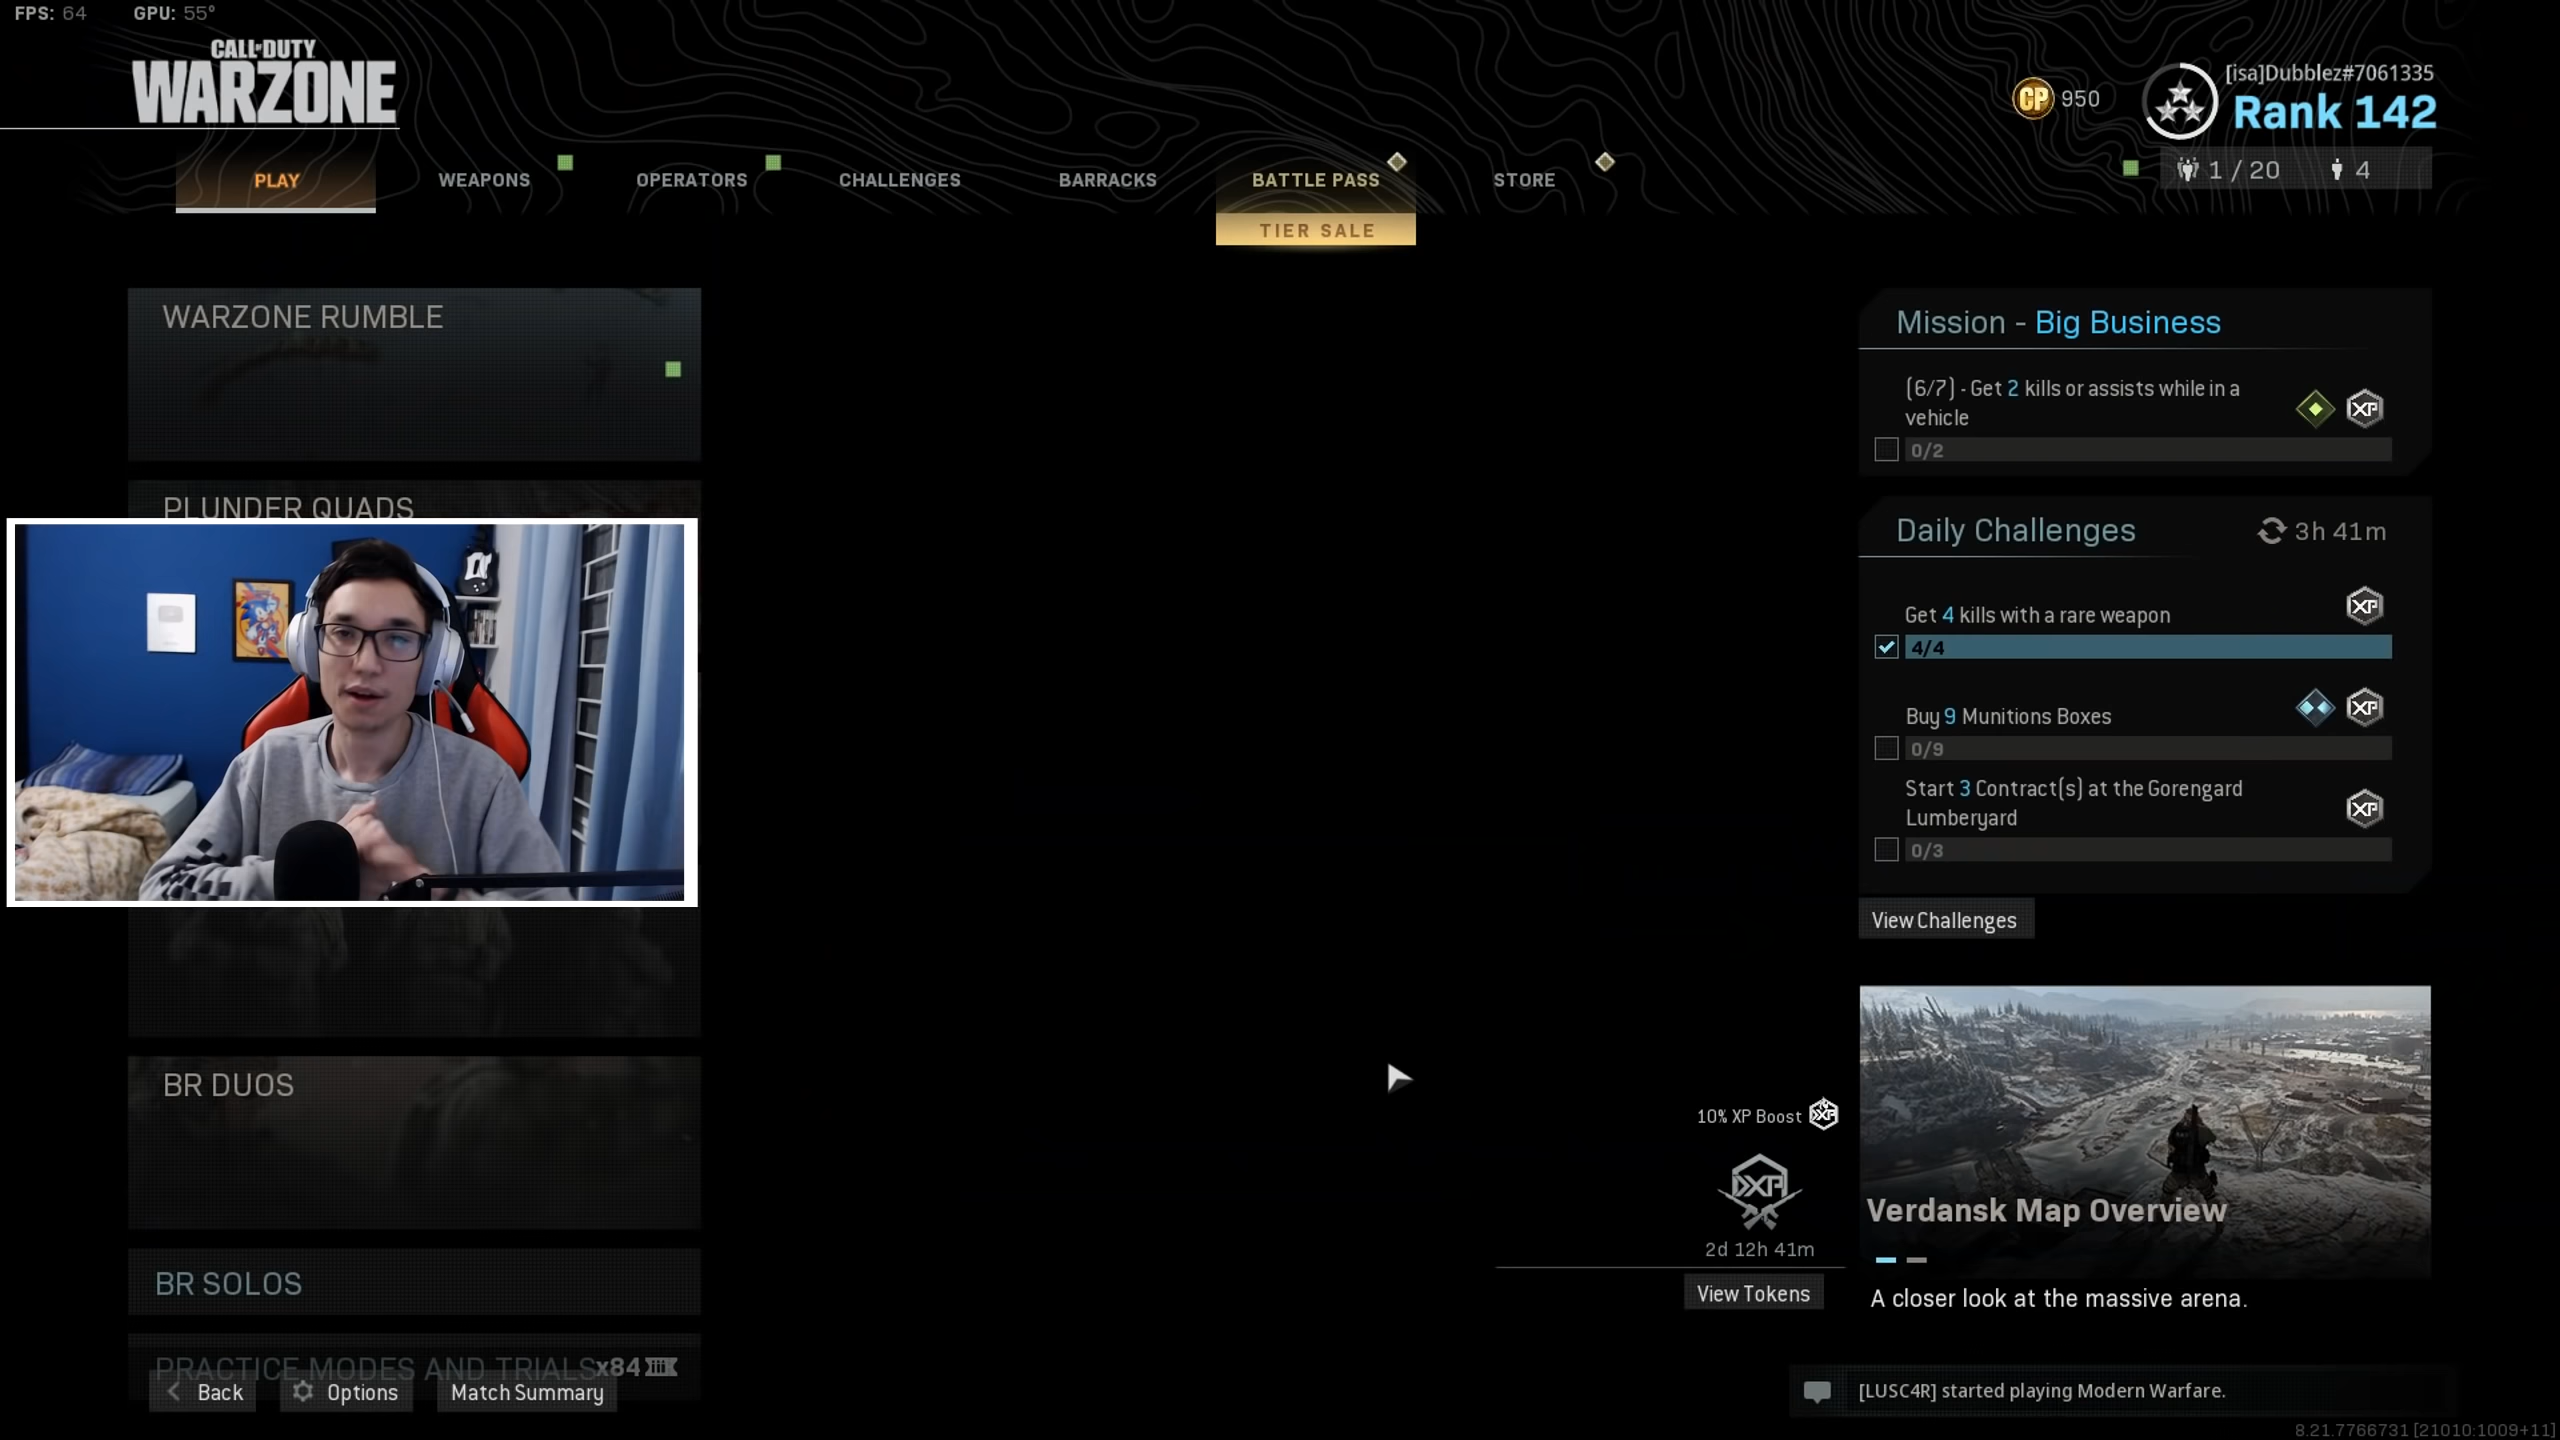 FPS: 64
GPU: 55°
CALL OF DUTY
WARZONE
CP 950
[isa]Dubblez#7061335
Rank 142
1 / 20
4
PLAY
WEAPONS
OPERATORS
CHALLENGES
BARRACKS
BATTLE PASS
STORE
TIER SALE
WARZONE RUMBLE
PLUNDER QUADS
BR DUOS
BR SOLOS
PRACTICE MODES AND TRIALS
x84
Back
Options
Match Summary
Mission - Big Business
(6/7) - Get 2 kills or assists while in a
vehicle
XP
0/2
Daily Challenges
3h 41m
Get 4 kills with a rare weapon
XP
4/4
Buy 9 Munitions Boxes
XP
0/9
Start 3 Contract(s) at the Gorengard
Lumberyard
XP
0/3
View Challenges
10% XP Boost
XP
2d 12h 41m
View Tokens
Verdansk Map Overview
A closer look at the massive arena.
[LUSC4R] started playing Modern Warfare.
8.21.7766731 [21010:1009+11]